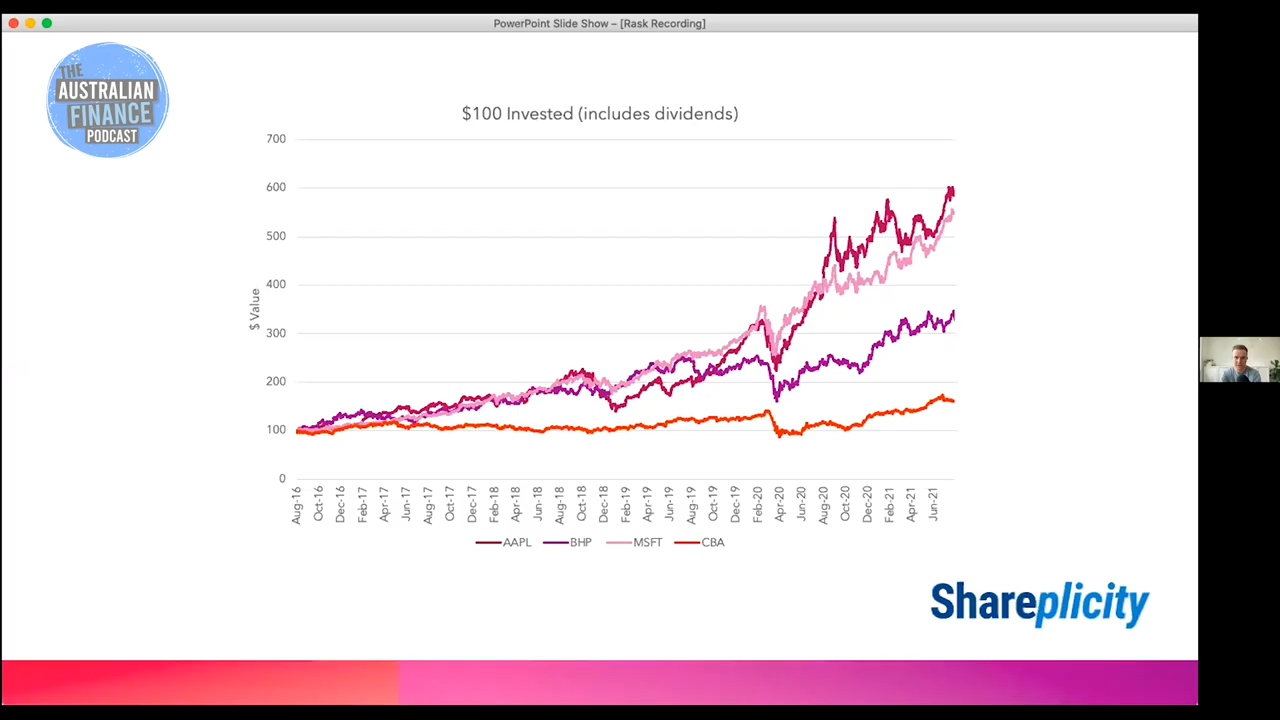 PowerPoint Slide Show – [Rask Recording]
THE
AUSTRALIAN
FINANCE
PODCAST
$100 Invested (includes dividends)
700
600
500
400
300
200
100
0
$ Value
Aug-16
Oct-16
Dec-16
Feb-17
Apr-17
Jun-17
Aug-17
Oct-17
Dec-17
Feb-18
Apr-18
Jun-18
Aug-18
Oct-18
Dec-18
Feb-19
Apr-19
Jun-19
Aug-19
Oct-19
Dec-19
Feb-20
Apr-20
Jun-20
Aug-20
Oct-20
Dec-20
Feb-21
Apr-21
Jun-21
AAPL BHP MSFT CBA
Shareplicity